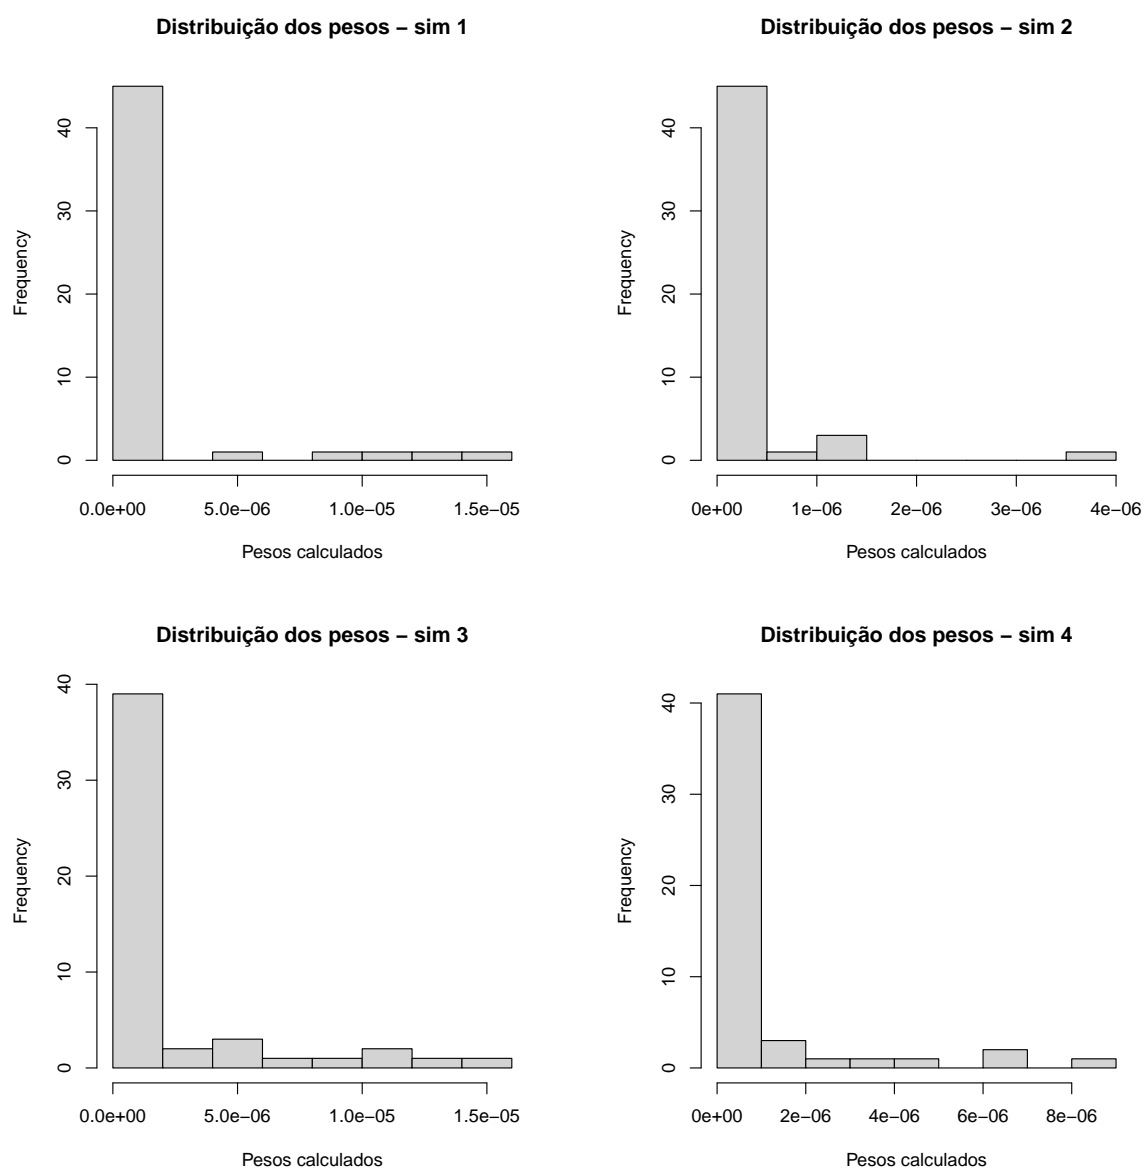 Distribuição dos pesos − sim 1
Frequency
0
10
20
30
40
0.0e+00 5.0e−06 1.0e−05 1.5e−05
Pesos calculados
Distribuição dos pesos − sim 2
Frequency
0
10
20
30
40
0e+00 1e−06 2e−06 3e−06 4e−06
Pesos calculados
Distribuição dos pesos − sim 3
Frequency
0
10
20
30
40
0.0e+00 5.0e−06 1.0e−05 1.5e−05
Pesos calculados
Distribuição dos pesos − sim 4
Frequency
0
10
20
30
40
0e+00 2e−06 4e−06 6e−06 8e−06
Pesos calculados